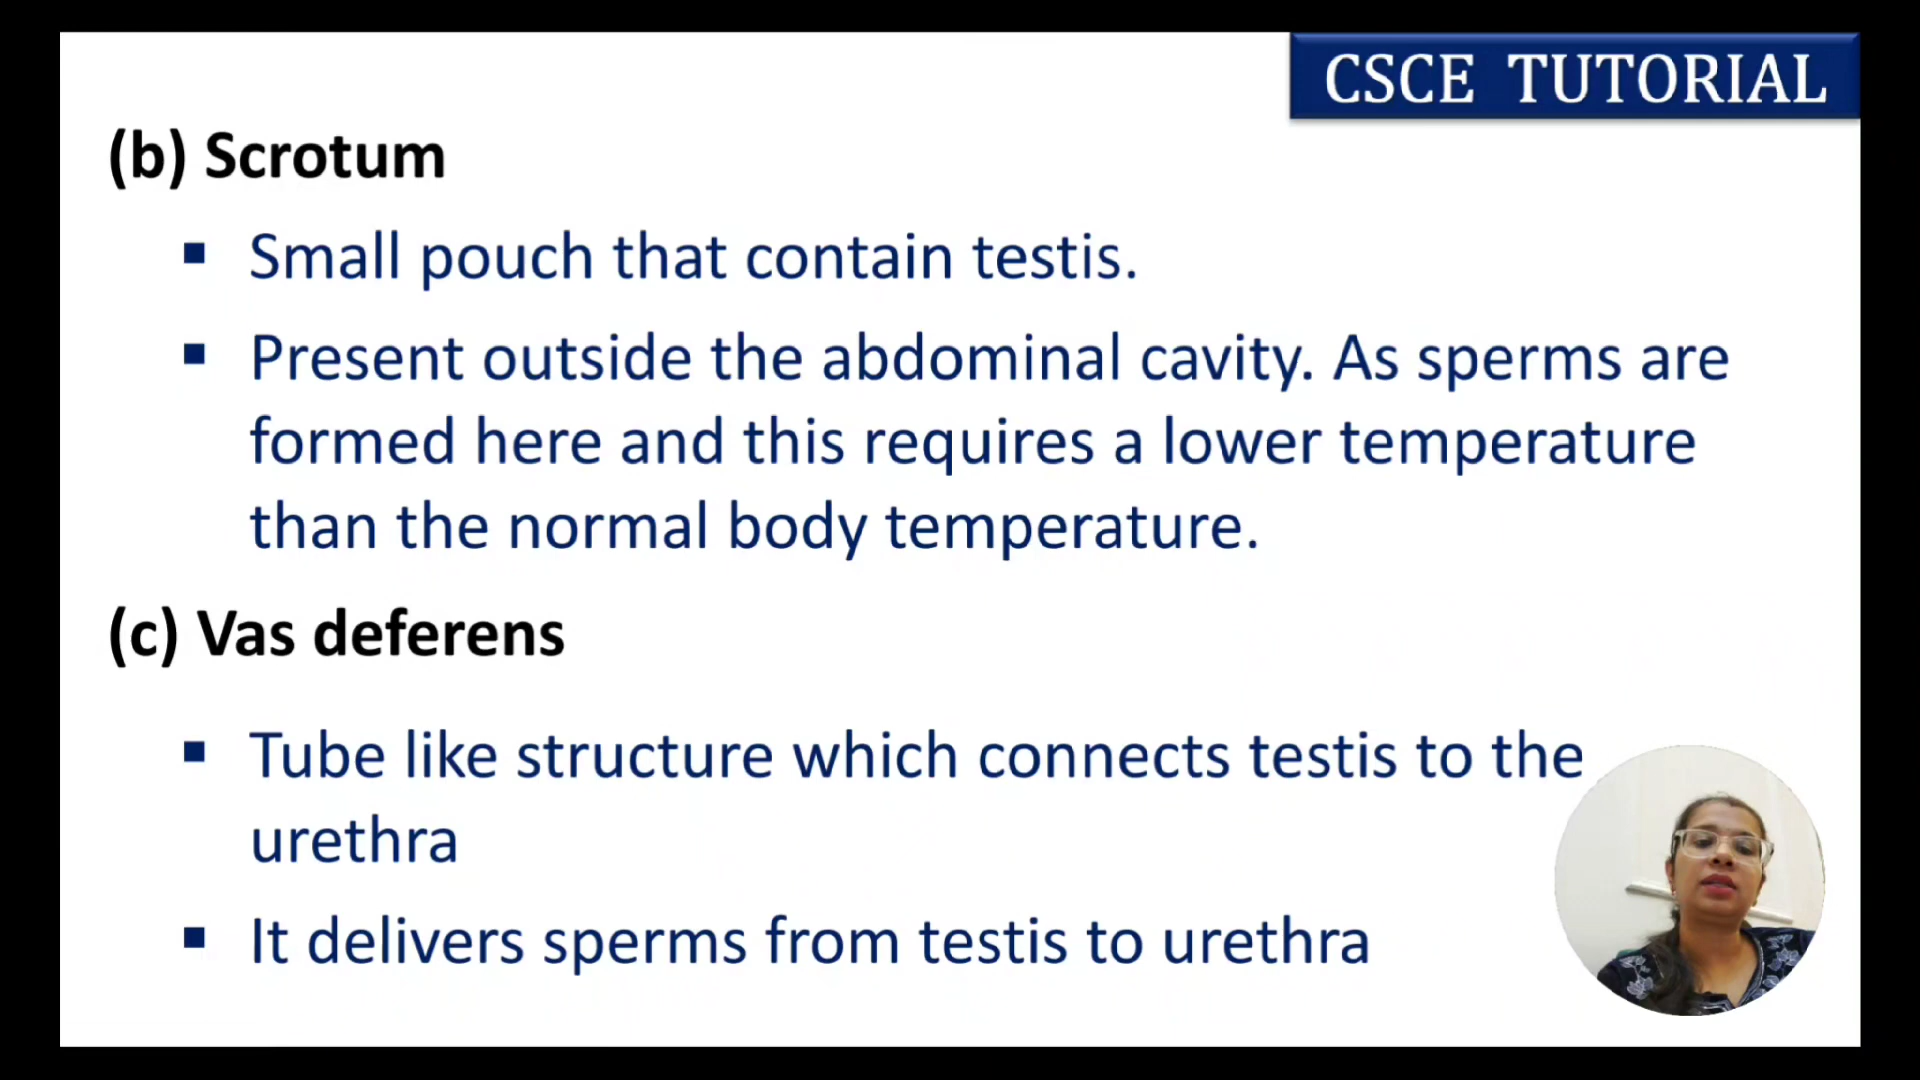 CSCE TUTORIAL
(b) Scrotum
▪ Small pouch that contain testis.
▪ Present outside the abdominal cavity. As sperms are
formed here and this requires a lower temperature
than the normal body temperature.
(c) Vas deferens
▪ Tube like structure which connects testis to the
urethra
▪ It delivers sperms from testis to urethra